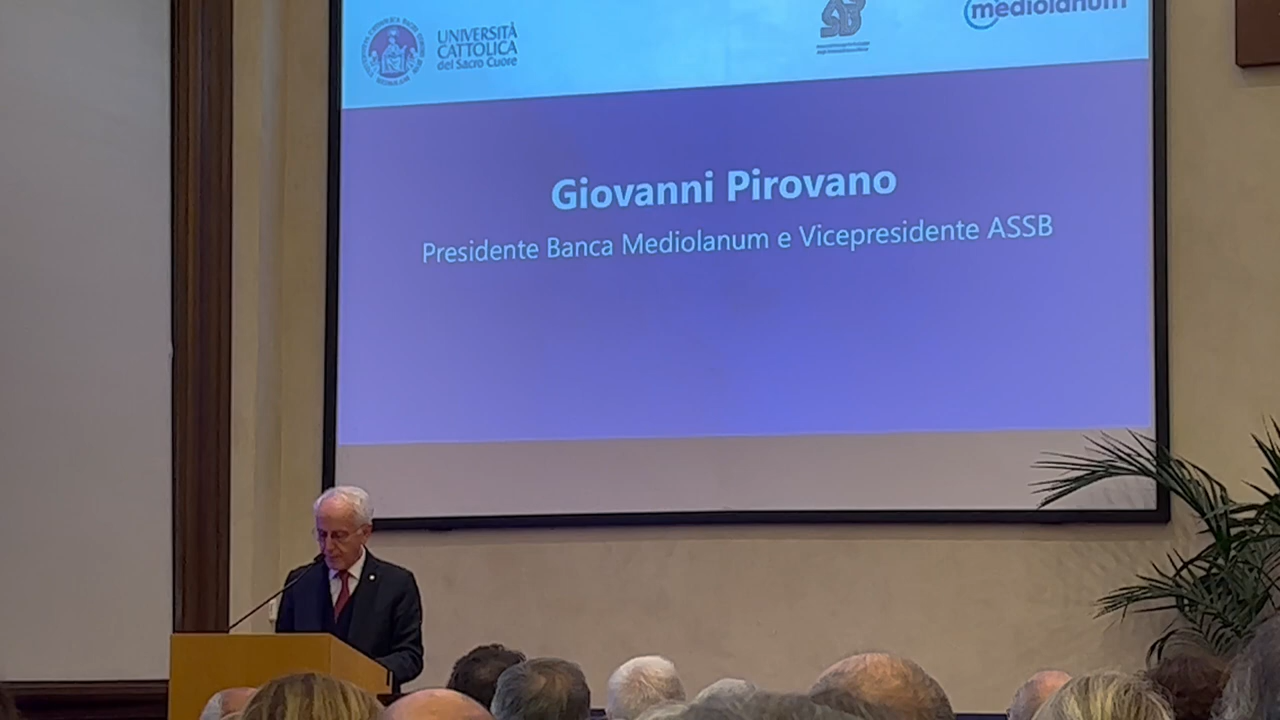 UNIVERSITÀ
CATTOLICA
del Sacro Cuore
mediolanum
Giovanni Pirovano
Presidente Banca Mediolanum e Vicepresidente ASSB